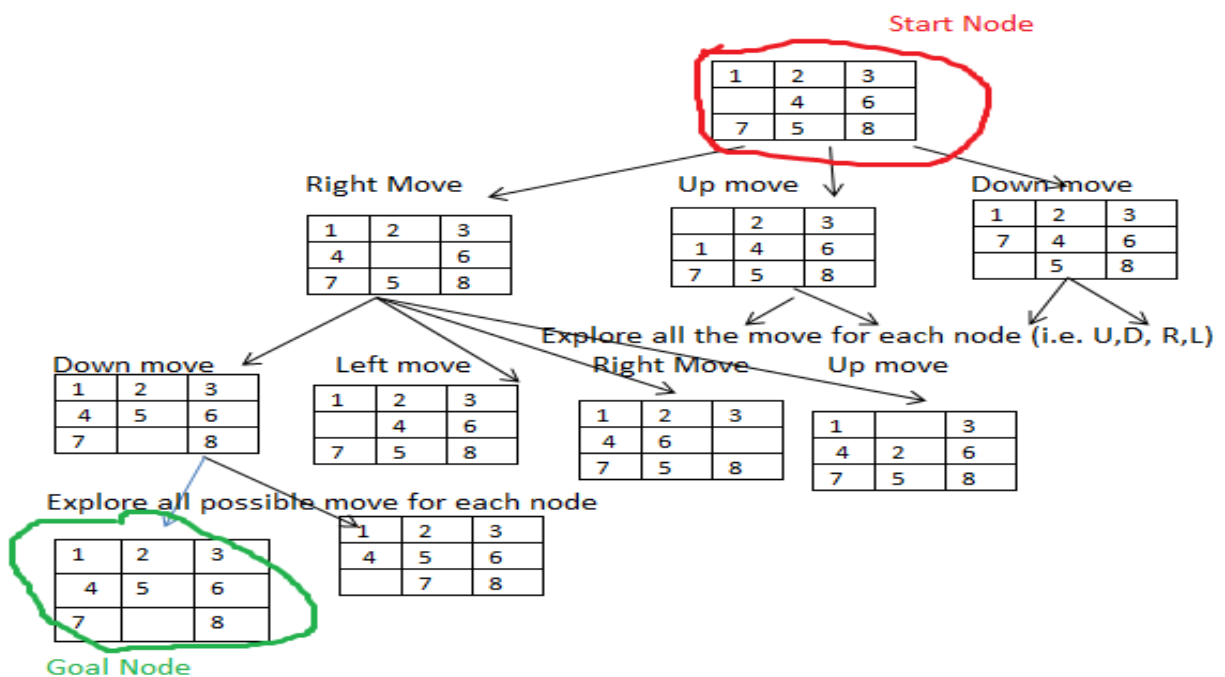 Start Node
1 2 3
4 6
7 5 8
Right Move
Up move
Down move
1 2 3
4 6
7 5 8
2 3
1 4 6
7 5 8
1 2 3
7 4 6
5 8
Explore all the move for each node (i.e. U,D, R,L)
Down move
Left move
Right Move
Up move
1 2 3
4 5 6
7 8
1 2 3
4 6
7 5 8
1 2 3
4 6
7 5 8
1 3
4 2 6
7 5 8
Explore all possible move for each node
1 2 3
4 5 6
7 8
1 2 3
4 5 6
7 8
Goal Node